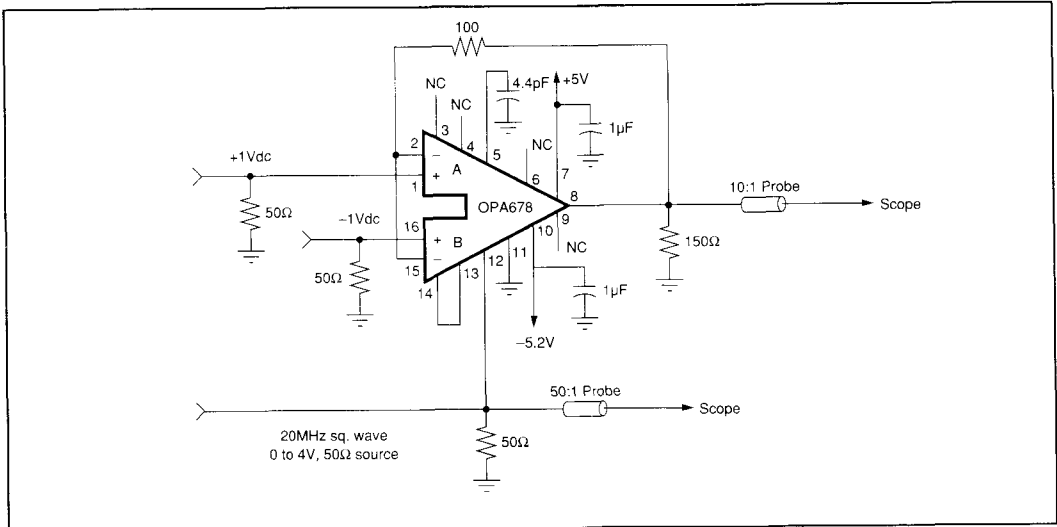 100
NC
4.4pF
+5V
NC
1µF
3
NC
2
−
4
5
+1Vdc
A
6
7
+
1
8
10:1 Probe
50Ω
OPA678
Scope
−1Vdc
16
9
+
B
10
150Ω
NC
−
11
15
12
50Ω
13
1µF
14
−5.2V
50:1 Probe
Scope
20MHz sq. wave
50Ω
0 to 4V, 50Ω source